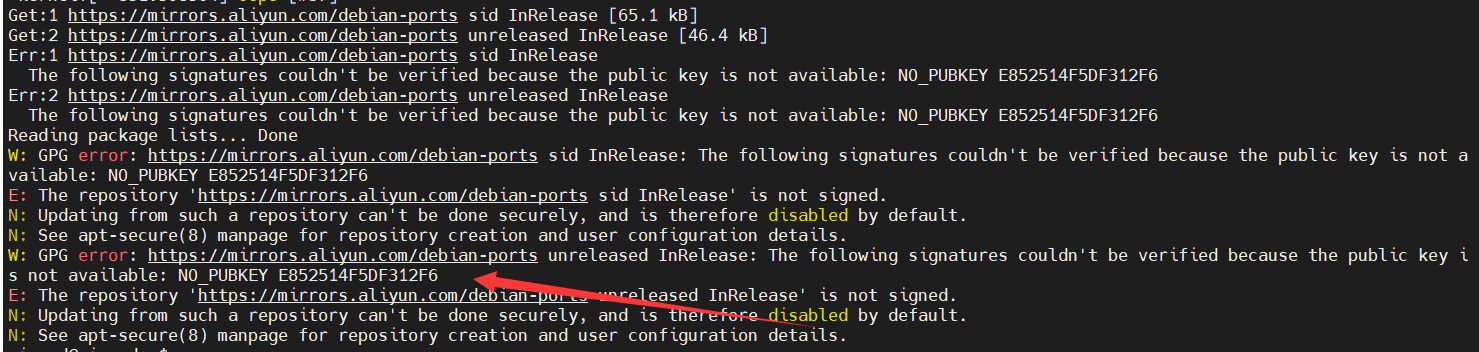 Get:1 https://mirrors.aliyun.com/debian-ports sid InRelease [65.1 kB]
Get:2 https://mirrors.aliyun.com/debian-ports unreleased InRelease [46.4 kB]
Err:1 https://mirrors.aliyun.com/debian-ports sid InRelease
  The following signatures couldn't be verified because the public key is not available: NO_PUBKEY E852514F5DF312F6
Err:2 https://mirrors.aliyun.com/debian-ports unreleased InRelease
  The following signatures couldn't be verified because the public key is not available: NO_PUBKEY E852514F5DF312F6
Reading package lists... Done
W: GPG error: https://mirrors.aliyun.com/debian-ports sid InRelease: The following signatures couldn't be verified because the public key is not a
vailable: NO_PUBKEY E852514F5DF312F6
E: The repository 'https://mirrors.aliyun.com/debian-ports sid InRelease' is not signed.
N: Updating from such a repository can't be done securely, and is therefore disabled by default.
N: See apt-secure(8) manpage for repository creation and user configuration details.
W: GPG error: https://mirrors.aliyun.com/debian-ports unreleased InRelease: The following signatures couldn't be verified because the public key i
s not available: NO_PUBKEY E852514F5DF312F6
E: The repository 'https://mirrors.aliyun.com/debian-ports unreleased InRelease' is not signed.
N: Updating from such a repository can't be done securely, and is therefore disabled by default.
N: See apt-secure(8) manpage for repository creation and user configuration details.